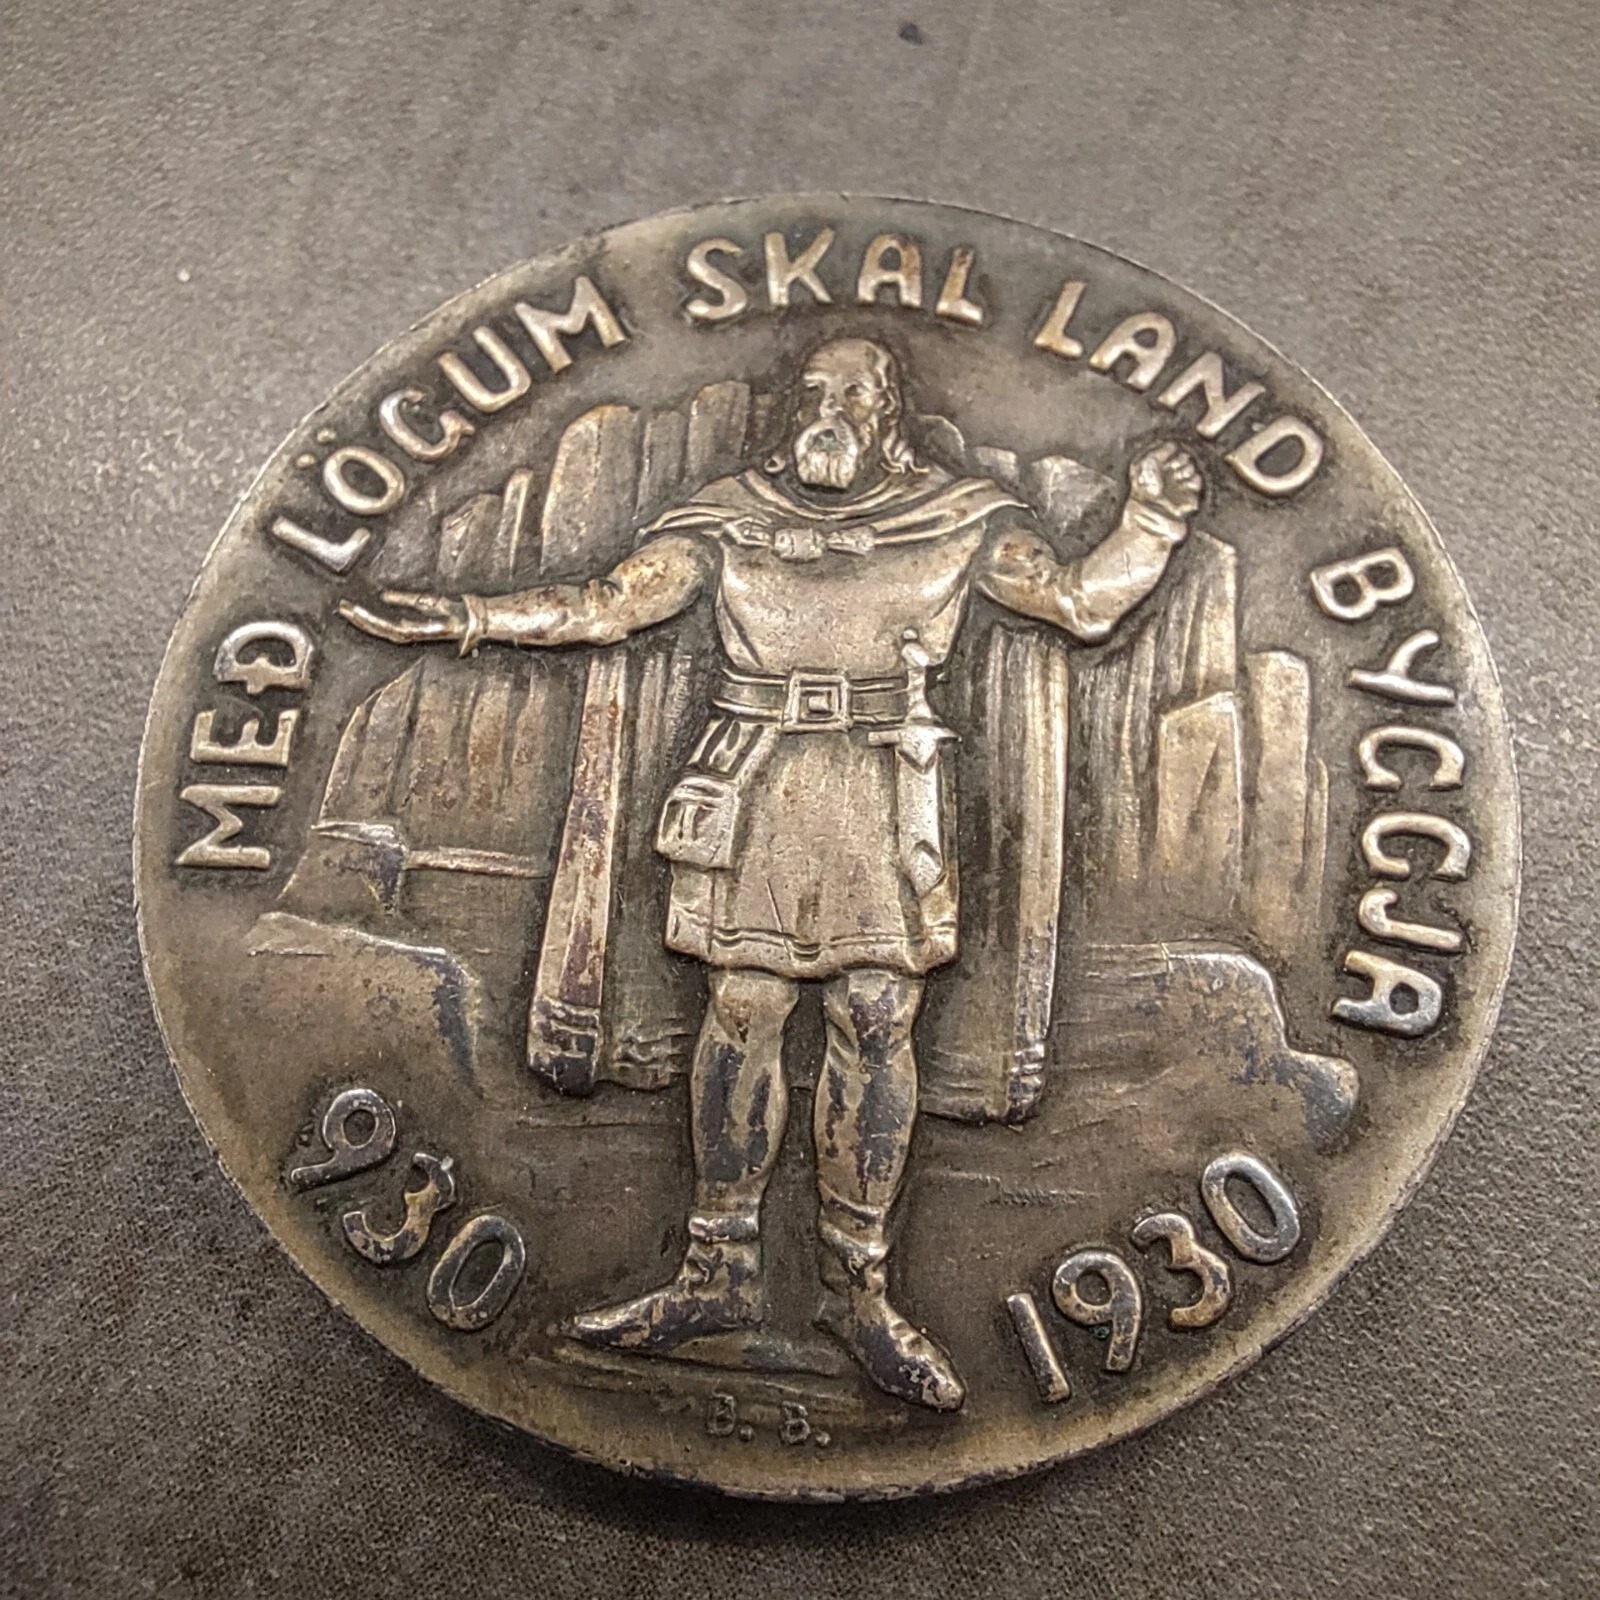 MEÐ LÖGUM SKAL LAND BYGGJA
930
1930
B. B.